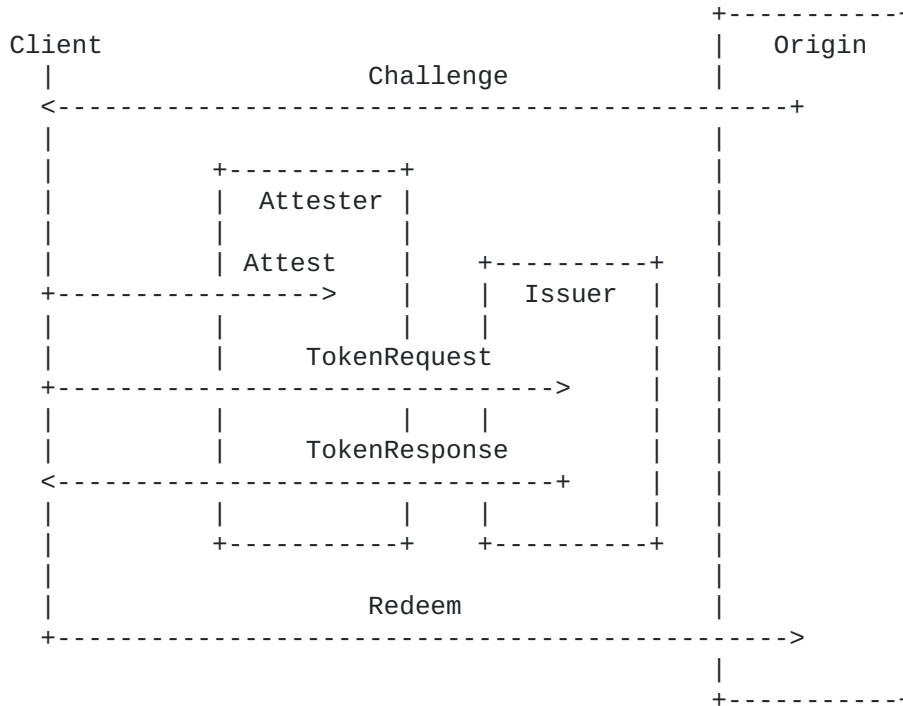 Client Origin
Challenge
Attester
Attest
Issuer
TokenRequest
TokenResponse
Redeem